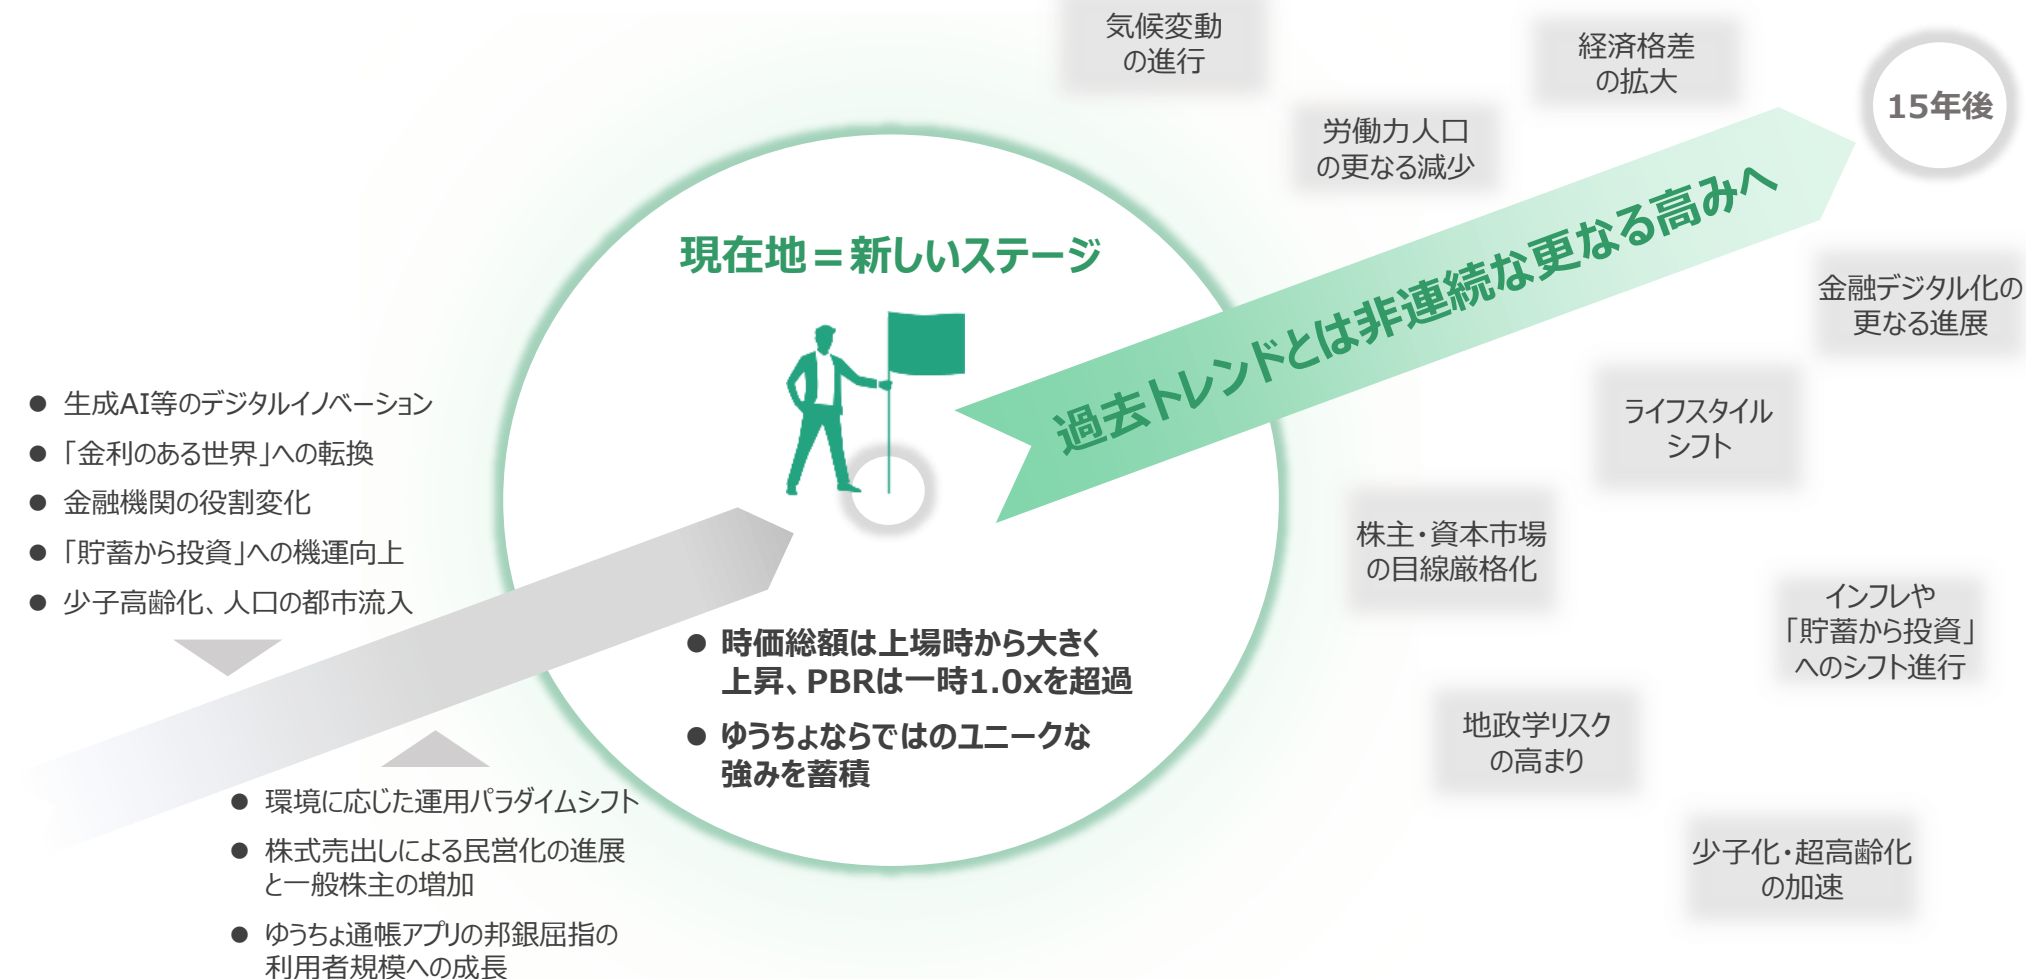 気候変動
の進行
経済格差
の拡大
15年後
労働力人口
の更なる減少
過去トレンドとは非連続な更なる高みへ
現在地＝新しいステージ
金融デジタル化の
更なる進展
● 生成AI等のデジタルイノベーション
● 「金利のある世界」への転換
● 金融機関の役割変化
● 「貯蓄から投資」への機運向上
● 少子高齢化、人口の都市流入
ライフスタイル
シフト
株主・資本市場
の目線厳格化
インフレや
「貯蓄から投資」
へのシフト進行
● 時価総額は上場時から大きく
上昇、PBRは一時1.0xを超過
● ゆうちょならではのユニークな
強みを蓄積
地政学リスク
の高まり
少子化・超高齢化
の加速
● 環境に応じた運用パラダイムシフト
● 株式売出しによる民営化の進展
と一般株主の増加
● ゆうちょ通帳アプリの邦銀屈指の
利用者規模への成長